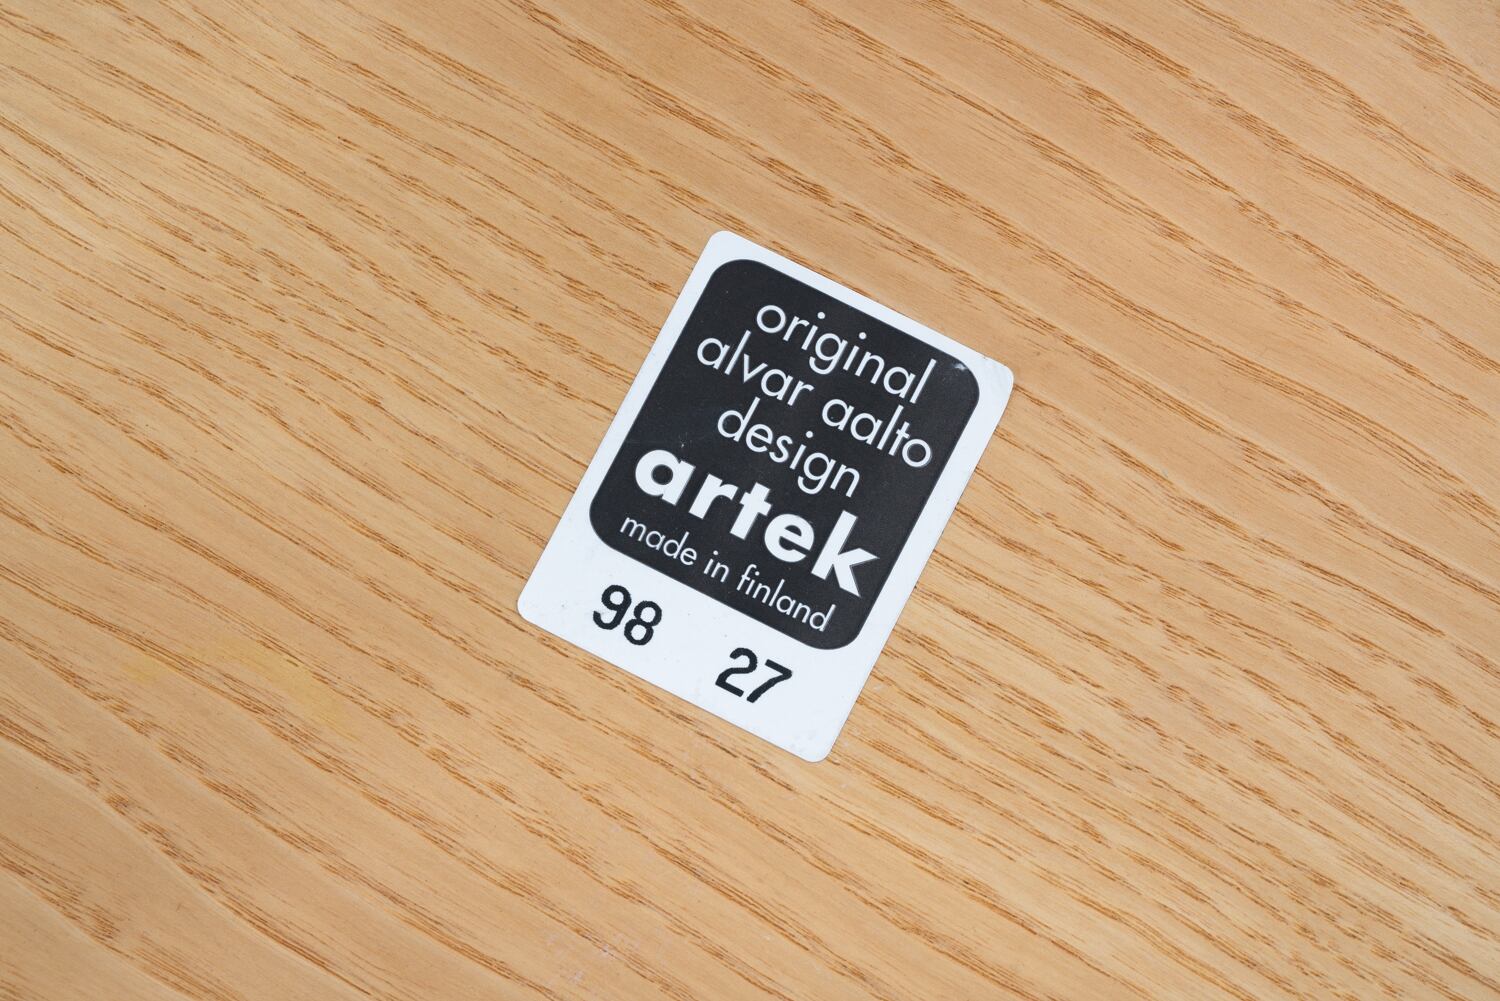 original
alvar aalto
design
artek
made in finland
98 27